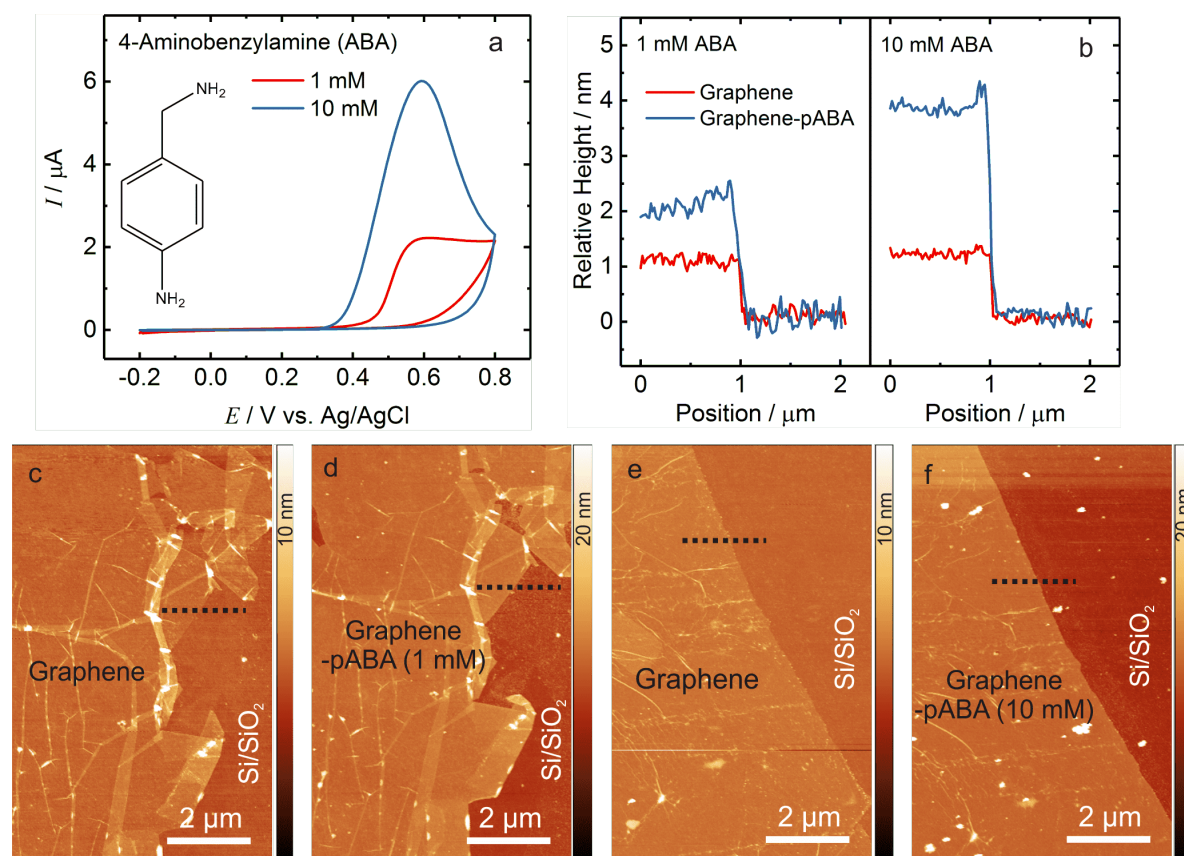 4-Aminobenzylamine (ABA)
a
1 mM
10 mM
NH₂
NH₂
I / μA
6
4
2
0
-0.2
0.0
0.2
0.4
0.6
0.8
E / V vs. Ag/AgCl
1 mM ABA
10 mM ABA
b
Graphene
Graphene-pABA
Relative Height / nm
5
4
3
2
1
0
0
1
2
0
1
2
Position / μm
Position / μm
c
Graphene
Si/SiO₂
2 μm
10 nm
d
Graphene
-pABA (1 mM)
Si/SiO₂
2 μm
20 nm
e
Graphene
Si/SiO₂
2 μm
10 nm
f
Graphene
-pABA (10 mM)
Si/SiO₂
2 μm
20 nm